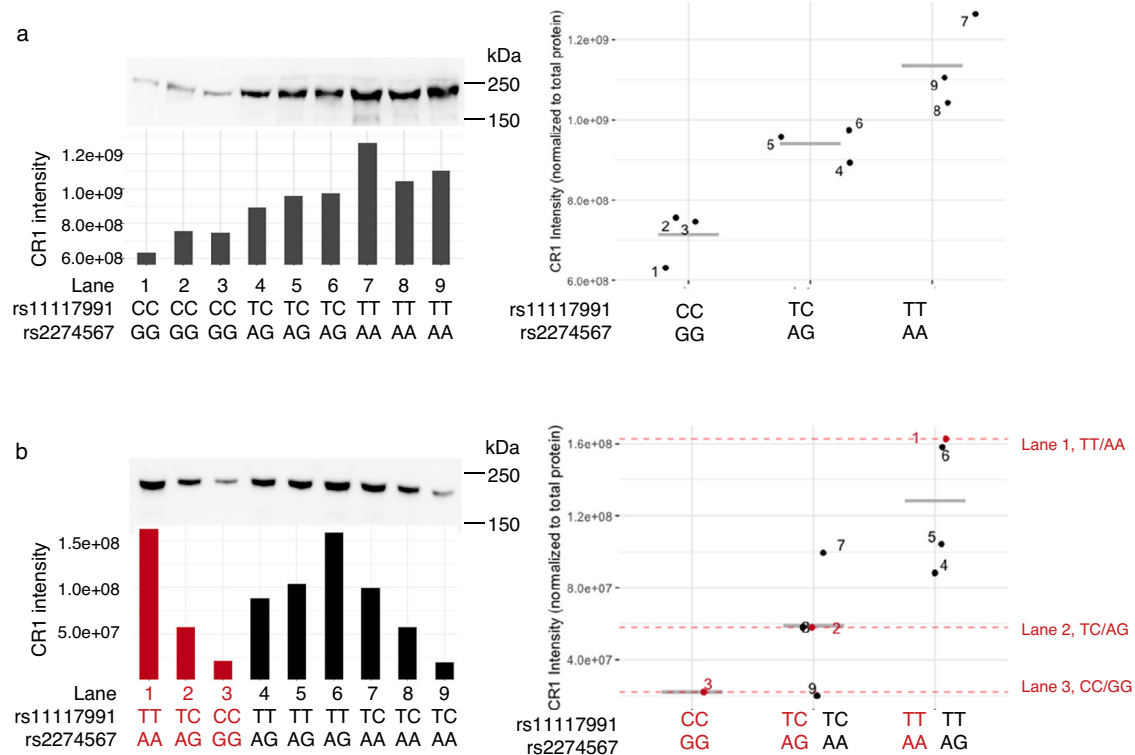 a
kDa
250
150
CR1 intensity
1.2e+09
1.0e+09
8.0e+08
6.0e+08
Lane 1 2 3 4 5 6 7 8 9
rs11117991 CC CC CC TC TC TC TT TT TT
rs2274567 GG GG GG AG AG AG AA AA AA
CR1 Intensity (normalized to total protein)
1.2e+09
1.0e+09
8.0e+08
6.0e+08
7
9
8
6
5
4
2
3
1
rs11117991 CC TC TT
rs2274567 GG AG AA
b
kDa
250
150
CR1 intensity
1.5e+08
1.0e+08
5.0e+07
Lane 1 2 3 4 5 6 7 8 9
rs11117991 TT TC CC TT TT TT TC TC TC
rs2274567 AA AG GG AG AG AG AA AA AA
CR1 Intensity (normalized to total protein)
1.6e+08
1.2e+08
8.0e+07
4.0e+07
1
6
5
4
7
8
2
3
9
Lane 1, TT/AA
Lane 2, TC/AG
Lane 3, CC/GG
rs11117991 CC TC TC TT TT
rs2274567 GG AG AA AA AG